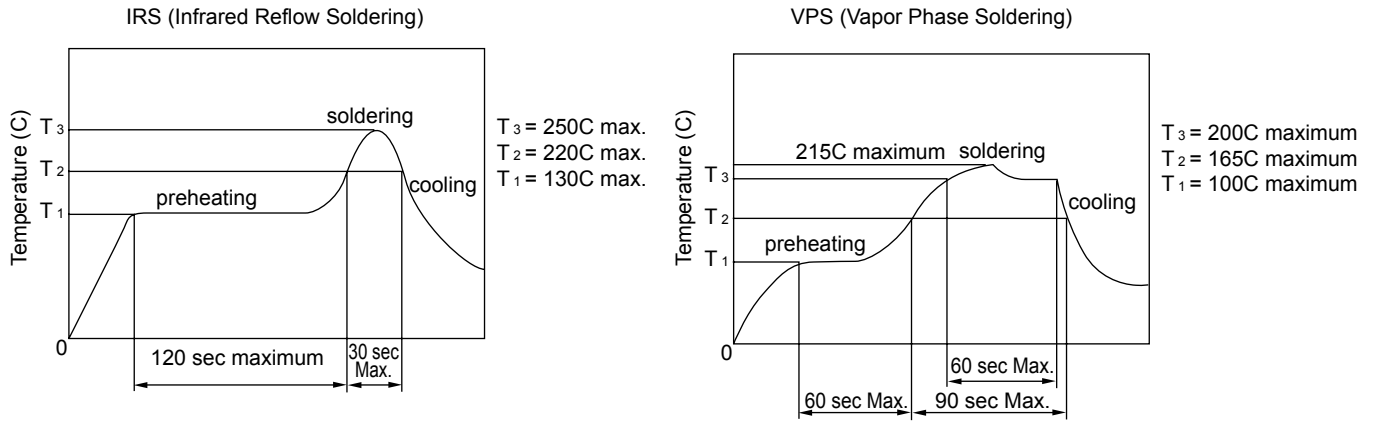 IRS (Infrared Reflow Soldering)
Temperature (C)
T3
T2
T1
0
soldering
preheating
cooling
120 sec maximum
30 sec
Max.
T3 = 250C max.
T2 = 220C max.
T1 = 130C max.
VPS (Vapor Phase Soldering)
Temperature (C)
T3
T2
T1
0
215C maximum
soldering
preheating
cooling
60 sec Max.
60 sec Max.
90 sec Max.
T3 = 200C maximum
T2 = 165C maximum
T1 = 100C maximum